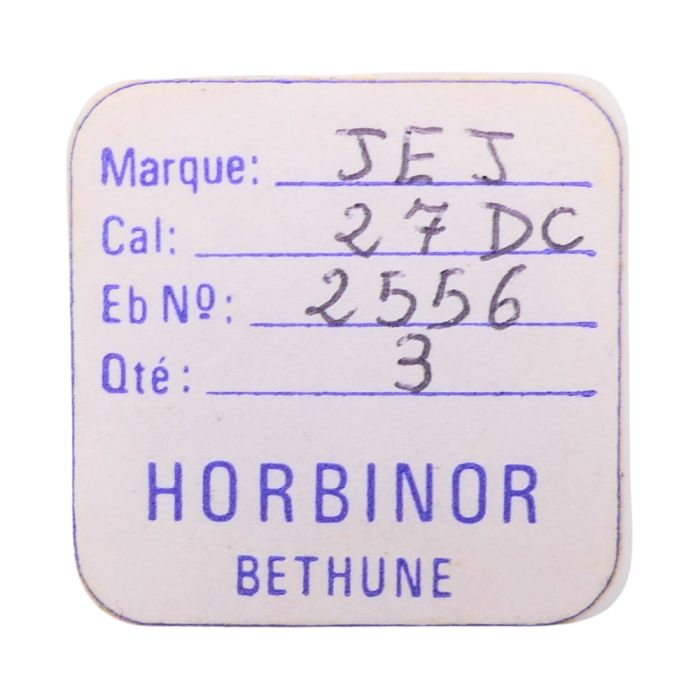 Marque: JEJ
Cal: 27 DC
Eb Nº: 2556
Qté: 3
HORBINOR
BETHUNE